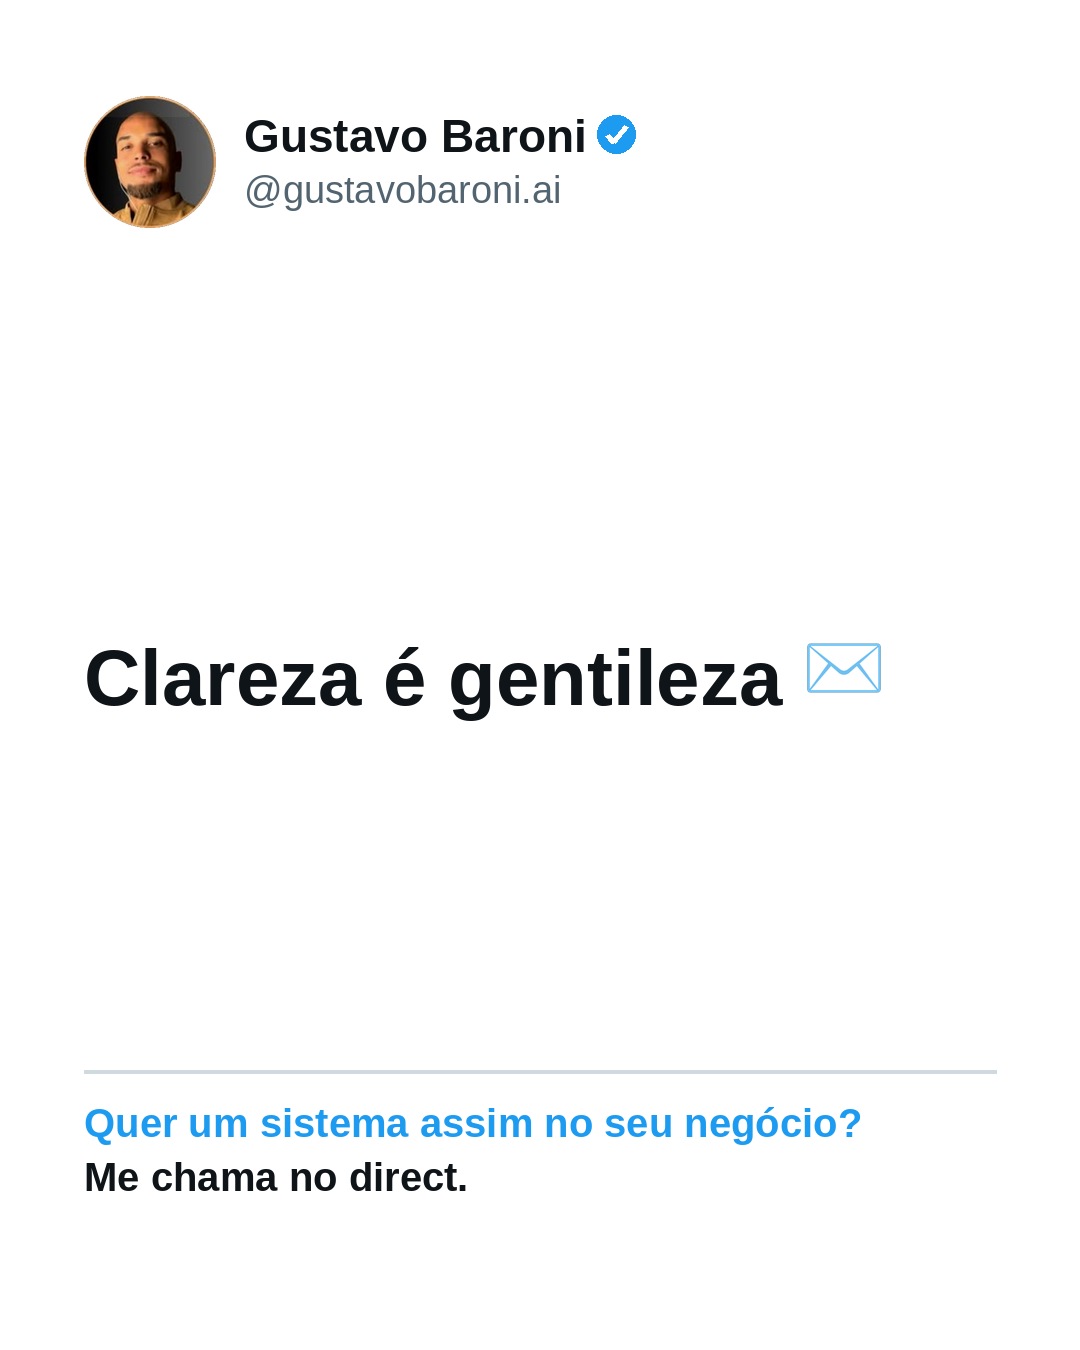 Gustavo Baroni
@gustavobaroni.ai
Clareza é gentileza ✉️
Quer um sistema assim no seu negócio?
Me chama no direct.